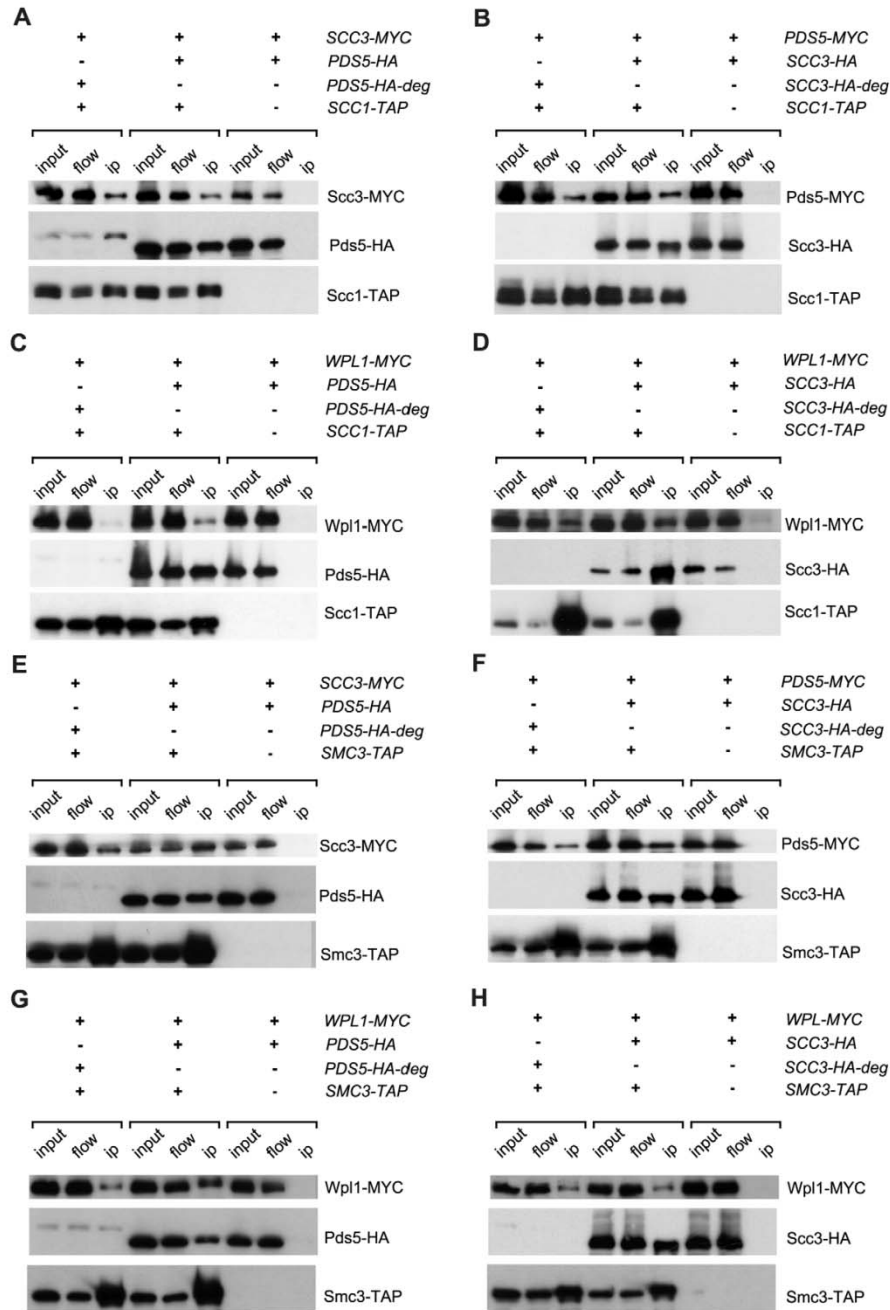 A
+ + + SCC3-MYC
- + + PDS5-HA
+ - - PDS5-HA-deg
+ + - SCC1-TAP
input flow ip input flow ip input flow ip
Scc3-MYC
Pds5-HA
Scc1-TAP
B
+ + + PDS5-MYC
- + + SCC3-HA
+ - - SCC3-HA-deg
+ + - SCC1-TAP
input flow ip input flow ip input flow ip
Pds5-MYC
Scc3-HA
Scc1-TAP
C
+ + + WPL1-MYC
- + + PDS5-HA
+ - - PDS5-HA-deg
+ + - SCC1-TAP
input flow ip input flow ip input flow ip
Wpl1-MYC
Pds5-HA
Scc1-TAP
D
+ + + WPL1-MYC
- + + SCC3-HA
+ - - SCC3-HA-deg
+ + - SCC1-TAP
input flow ip input flow ip input flow ip
Wpl1-MYC
Scc3-HA
Scc1-TAP
E
+ + + SCC3-MYC
- + + PDS5-HA
+ - - PDS5-HA-deg
+ + - SMC3-TAP
input flow ip input flow ip input flow ip
Scc3-MYC
Pds5-HA
Smc3-TAP
F
+ + + PDS5-MYC
- + + SCC3-HA
+ - - SCC3-HA-deg
+ + - SMC3-TAP
input flow ip input flow ip input flow ip
Pds5-MYC
Scc3-HA
Smc3-TAP
G
+ + + WPL1-MYC
- + + PDS5-HA
+ - - PDS5-HA-deg
+ + - SMC3-TAP
input flow ip input flow ip input flow ip
Wpl1-MYC
Pds5-HA
Smc3-TAP
H
+ + + WPL-MYC
- + + SCC3-HA
+ - - SCC3-HA-deg
+ + - SMC3-TAP
input flow ip input flow ip input flow ip
Wpl1-MYC
Scc3-HA
Smc3-TAP